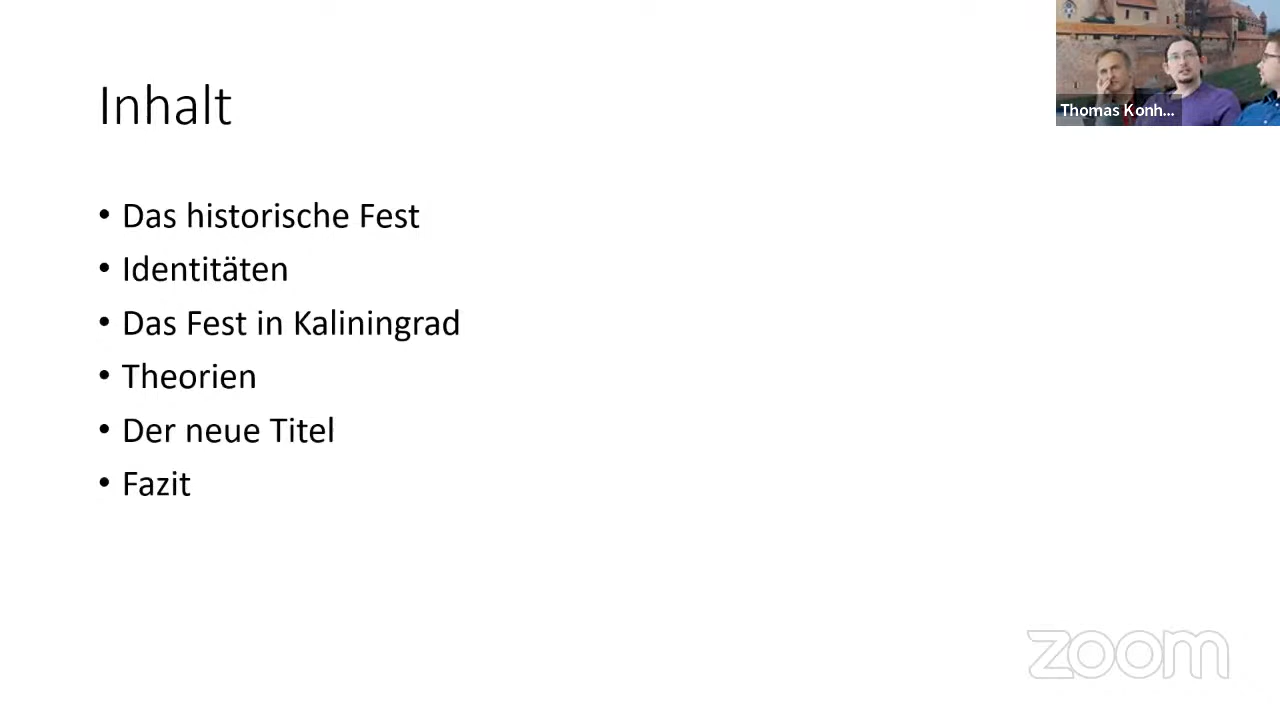 Inhalt
Thomas Konh...
• Das historische Fest
• Identitäten
• Das Fest in Kaliningrad
• Theorien
• Der neue Titel
• Fazit
zoom